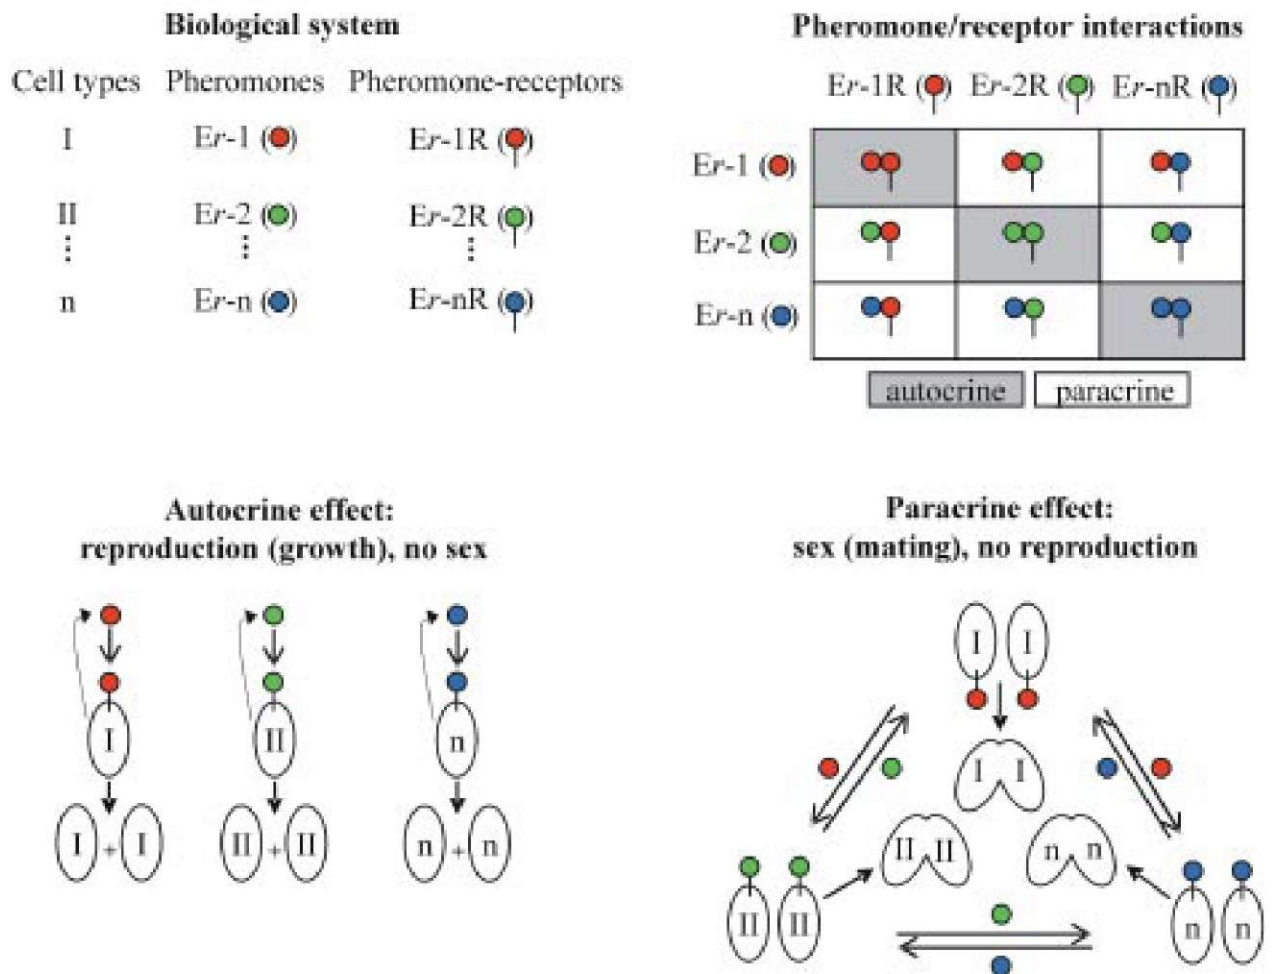 Biological system
Cell types Pheromones Pheromone-receptors
I Er-1 () Er-1R ()
II Er-2 () Er-2R ()
⋮ ⋮ ⋮
n Er-n () Er-nR ()
Pheromone/receptor interactions
Er-1R () Er-2R () Er-nR ()
Er-1 ()
Er-2 ()
Er-n ()
autocrine paracrine
Autocrine effect:
reproduction (growth), no sex
I II n
I + I II + II n + n
Paracrine effect:
sex (mating), no reproduction
I I
I I
II II n n
II II n n